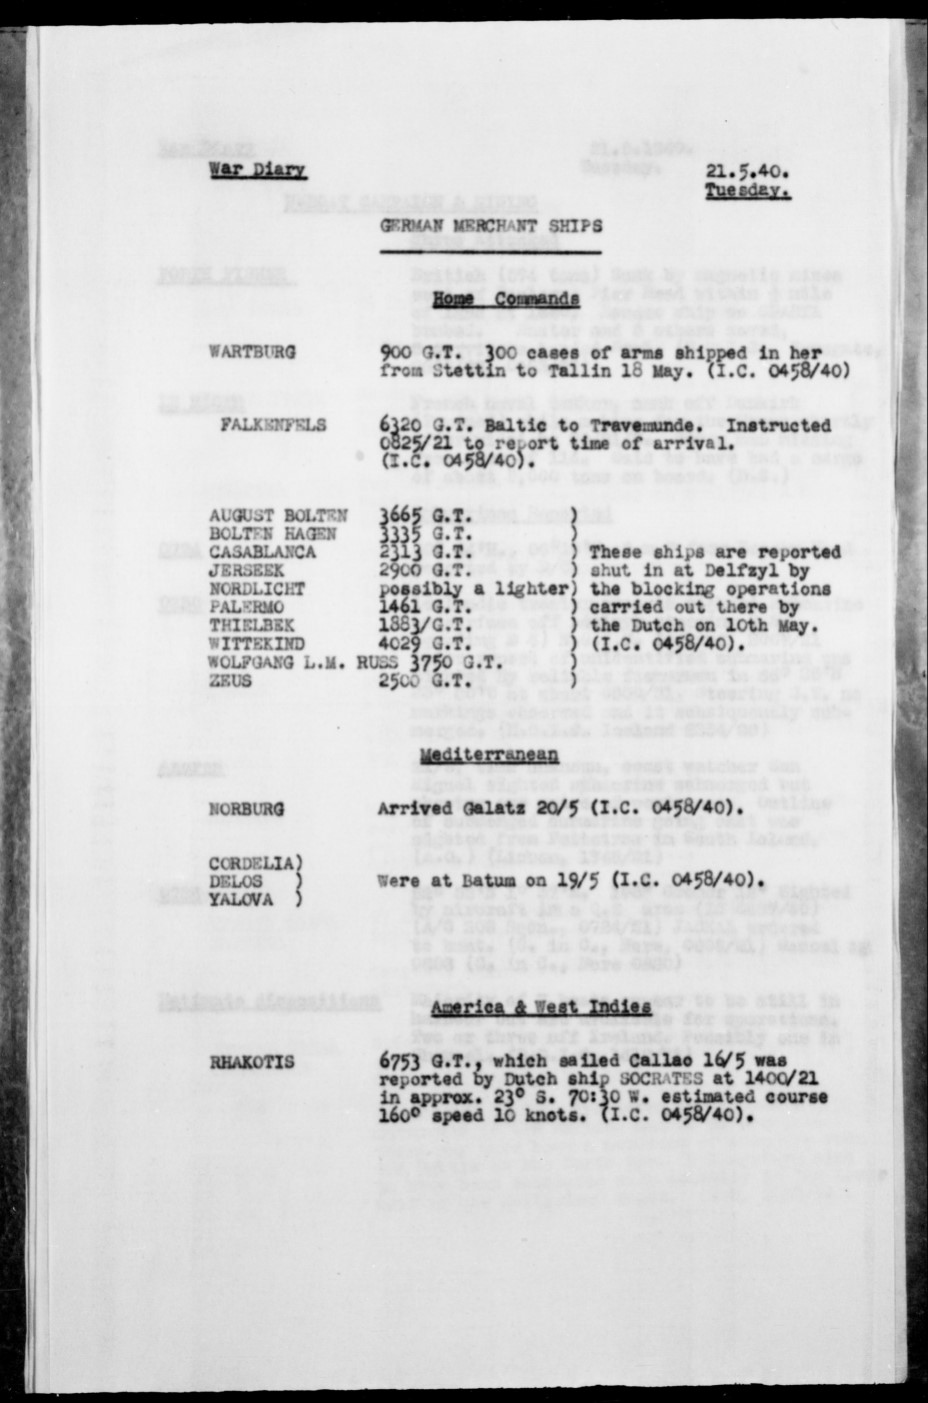 War Diary 21.5.40.
Tuesday.
GERMAN MERCHANT SHIPS
Home Commands
WARTBURG 900 G.T. 300 cases of arms shipped in her
from Stettin to Tallin 18 May. (I.C. 0458/40)
FALKENFELS 6320 G.T. Baltic to Travemunde. Instructed
0825/21 to report time of arrival.
(I.C. 0458/40).
AUGUST BOLTEN 3665 G.T. )
BOLTEN HAGEN 3335 G.T. )
CASABLANCA 2313 G.T. ) These ships are reported
JERSEEK 2900 G.T. ) shut in at Delfzyl by
NORDLICHT possibly a lighter) the blocking operations
PALERMO 1461 G.T. ) carried out there by
THIELBEK 1883/G.T. ) the Dutch on 10th May.
WITTEKIND 4029 G.T. ) (I.C. 0458/40).
WOLFGANG L.M. RUSS 3750 G.T. )
ZEUS 2500 G.T. )
Mediterranean
NORBURG Arrived Galatz 20/5 (I.C. 0458/40).
CORDELIA)
DELOS ) Were at Batum on 19/5 (I.C. 0458/40).
YALOVA )
America & West Indies
RHAKOTIS 6753 G.T., which sailed Callao 16/5 was
reported by Dutch ship SOCRATES at 1400/21
in approx. 23° S. 70:30 W. estimated course
160° speed 10 knots. (I.C. 0458/40).